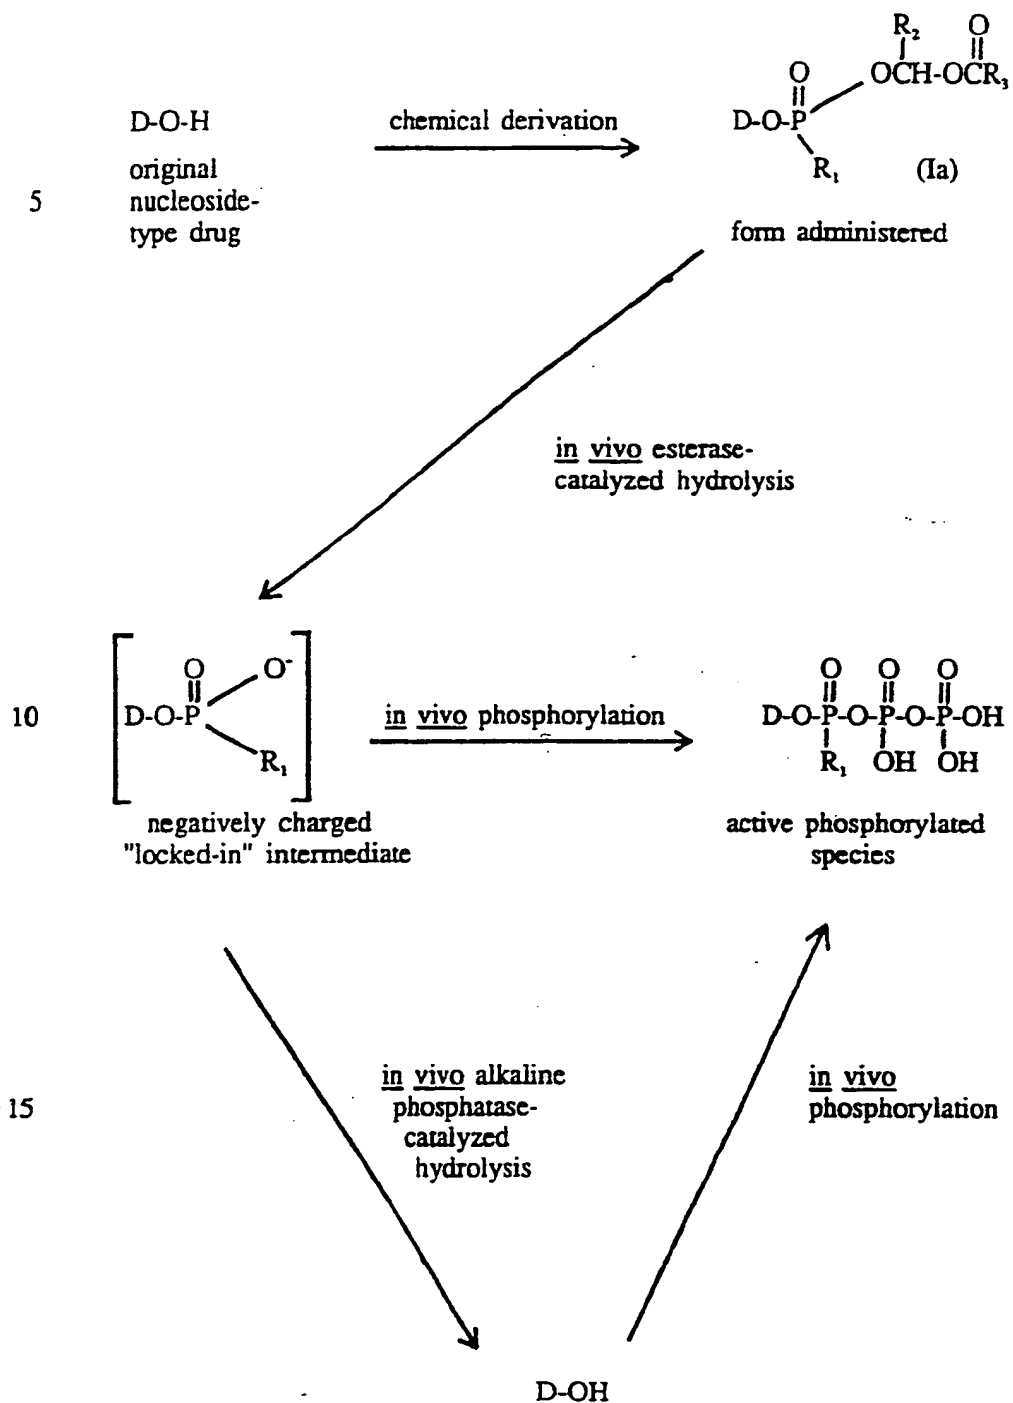 R₂ O
O OCH-OCR₃
D-O-H chemical derivation D-O-P
original R₁ (Ia)
5 nucleoside-
type drug form administered
in vivo esterase-
catalyzed hydrolysis
O O⁻ O O O
10 D-O-P in vivo phosphorylation D-O-P-O-P-O-P-OH
R₁ R₁ OH OH
negatively charged active phosphorylated
"locked-in" intermediate species
in vivo alkaline in vivo
15 phosphatase- phosphorylation
catalyzed
hydrolysis
D-OH